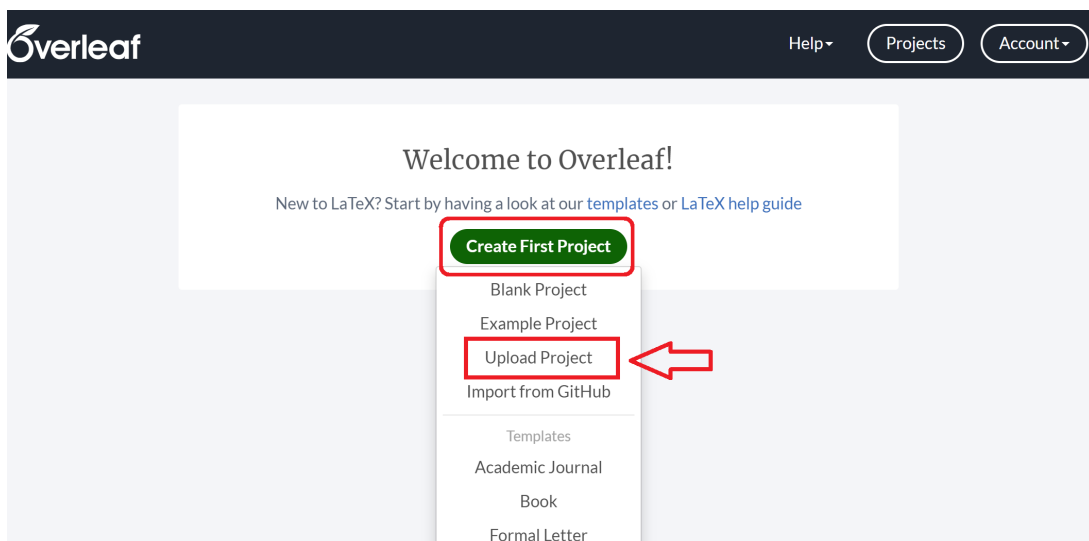 Overleaf
Help
Projects
Account
Welcome to Overleaf!
New to LaTeX? Start by having a look at our templates or LaTeX help guide
Create First Project
Blank Project
Example Project
Upload Project
Import from GitHub
Templates
Academic Journal
Book
Formal Letter